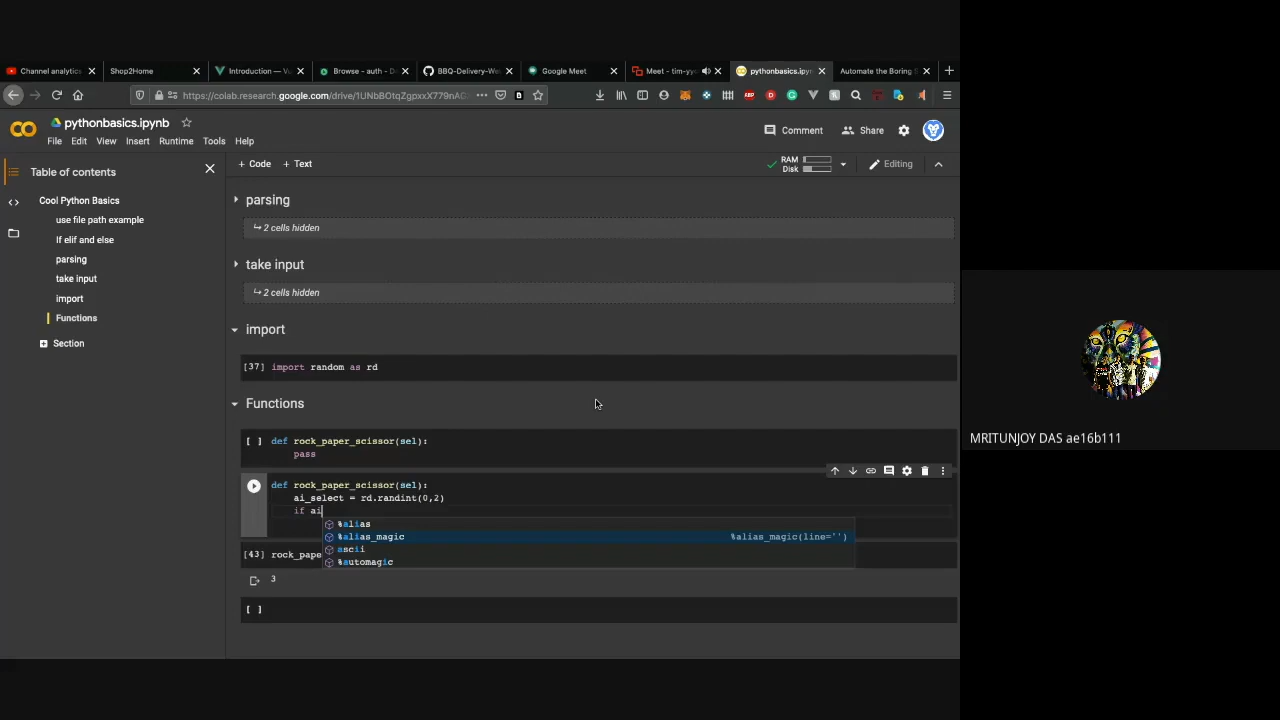 Channel analytics
Shop2Home
Introduction — Vu
Browse - auth - D
BBQ-Delivery-We
Google Meet
Meet - tim-yy
pythonbasics.ipyn
Automate the Boring S
https://colab.research.google.com/drive/
pythonbasics.ipynb
Comment
Share
File Edit View Insert Runtime Tools Help
+ Code + Text
RAM
Disk
Editing
Table of contents
Cool Python Basics
use file path example
If elif and else
parsing
take input
import
Functions
Section
parsing
2 cells hidden
take input
2 cells hidden
import
[37] import random as rd
Functions
[ ] def rock_paper_scissor(sel):
pass
def rock_paper_scissor(sel):
ai_select = rd.randint(0,2)
if ai
%alias
%alias_magic %alias_magic(line='')
ascii
%automagic
[43] rock_pape
3
[ ]
MRITUNJOY DAS ae16b111